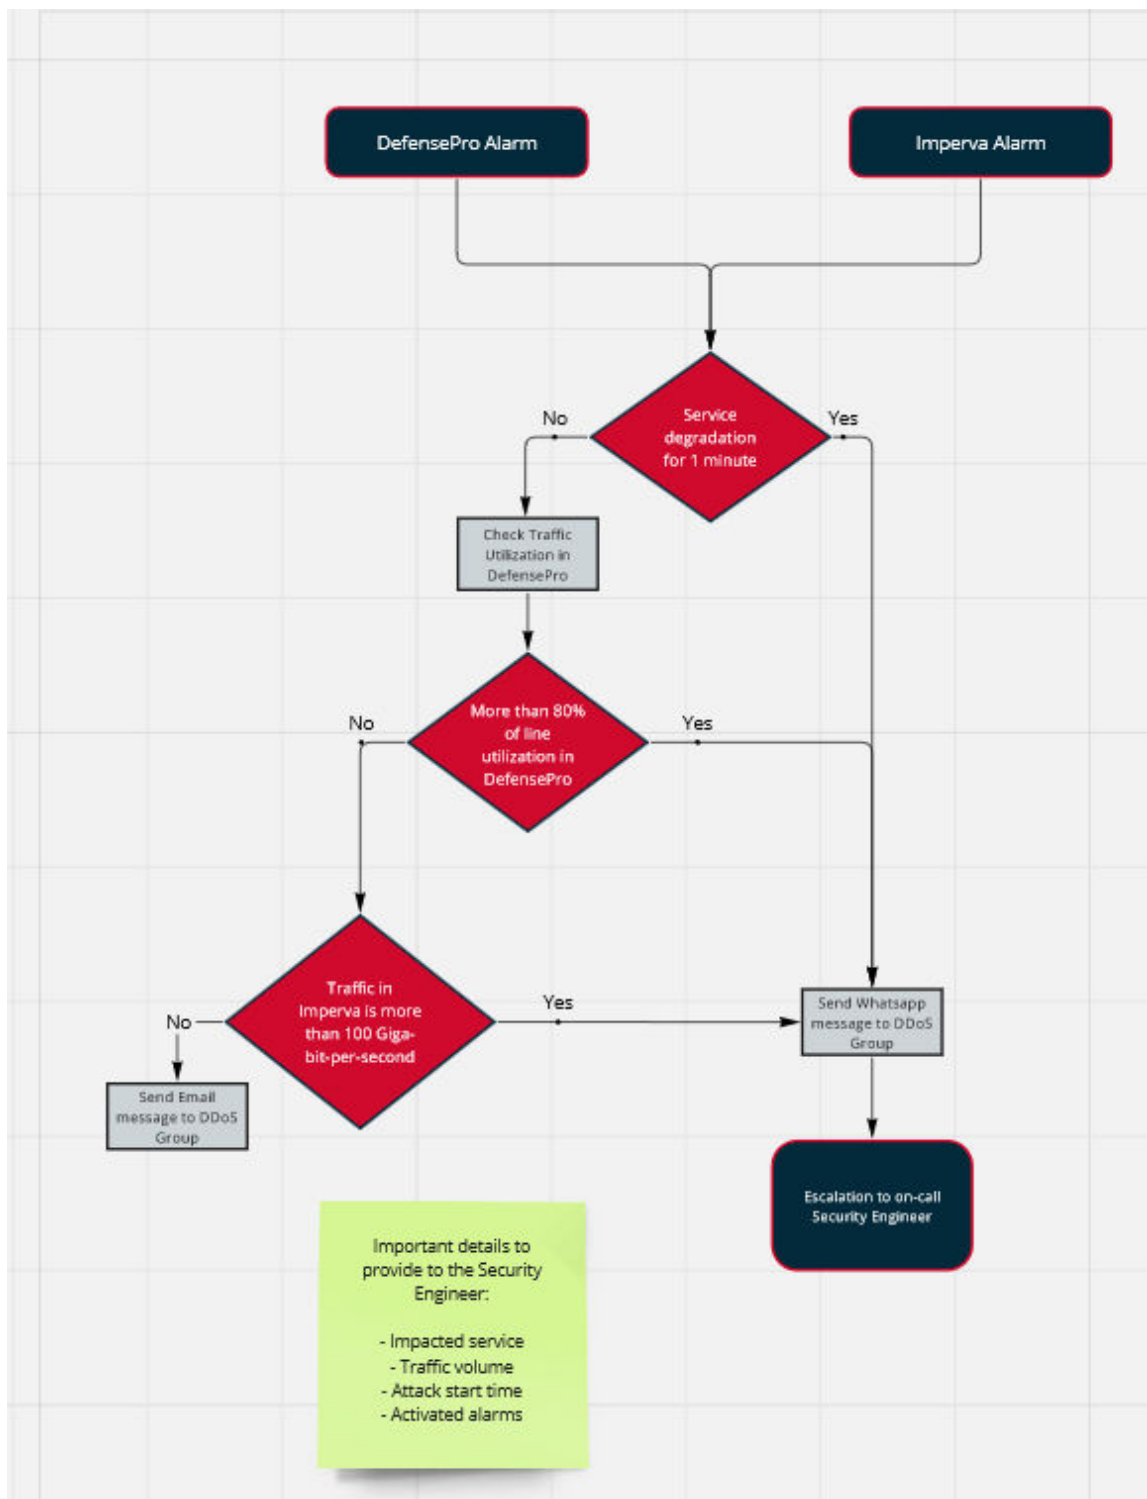 DefensePro Alarm
Imperva Alarm
Service
degradation
for 1 minute
No
Yes
Check Traffic
Utilization in
DefensePro
More than 80%
of line
utilization in
DefensePro
No
Yes
Traffic in
Imperva is more
than 100 Giga-
bit-per-second
No
Yes
Send Whatsapp
message to DDoS
Group
Send Email
message to DDoS
Group
Escalation to on-call
Security Engineer
Important details to
provide to the Security
Engineer:
- Impacted service
- Traffic volume
- Attack start time
- Activated alarms